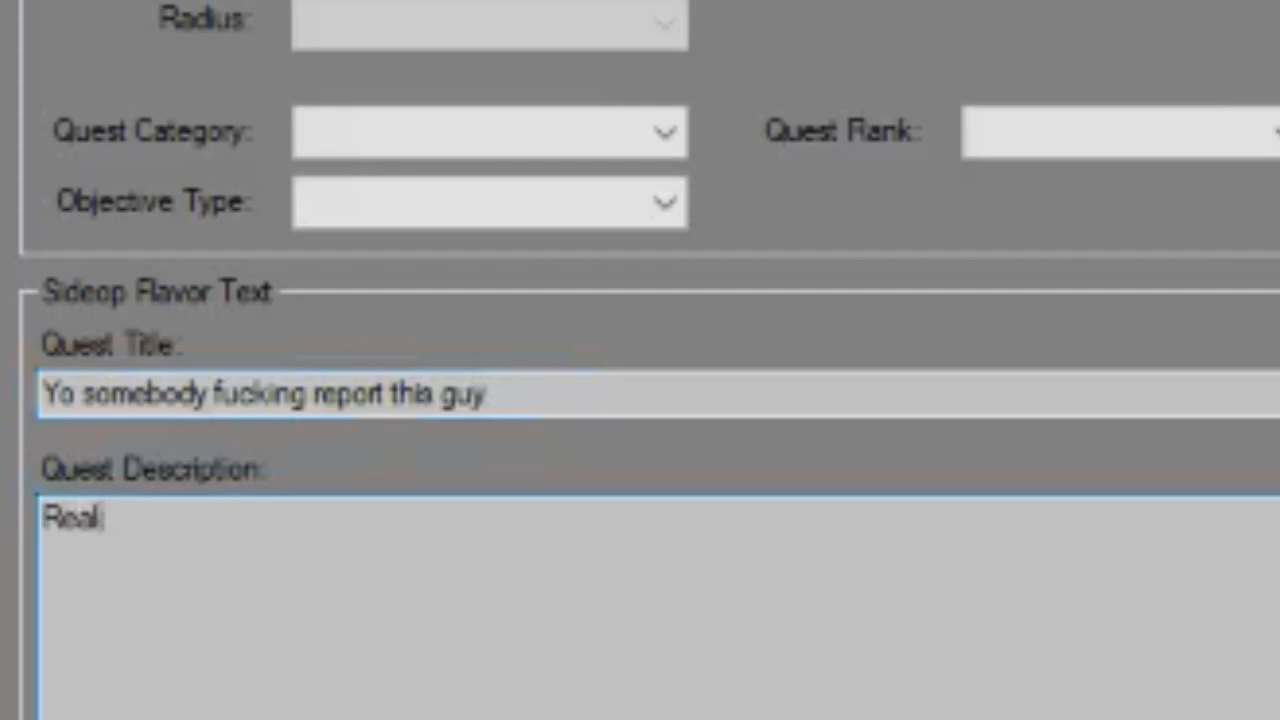 Radius:
Quest Category:
Quest Rank:
Objective Type:
Sideop Flavor Text
Quest Title:
Yo somebody fucking report this guy
Quest Description:
Real